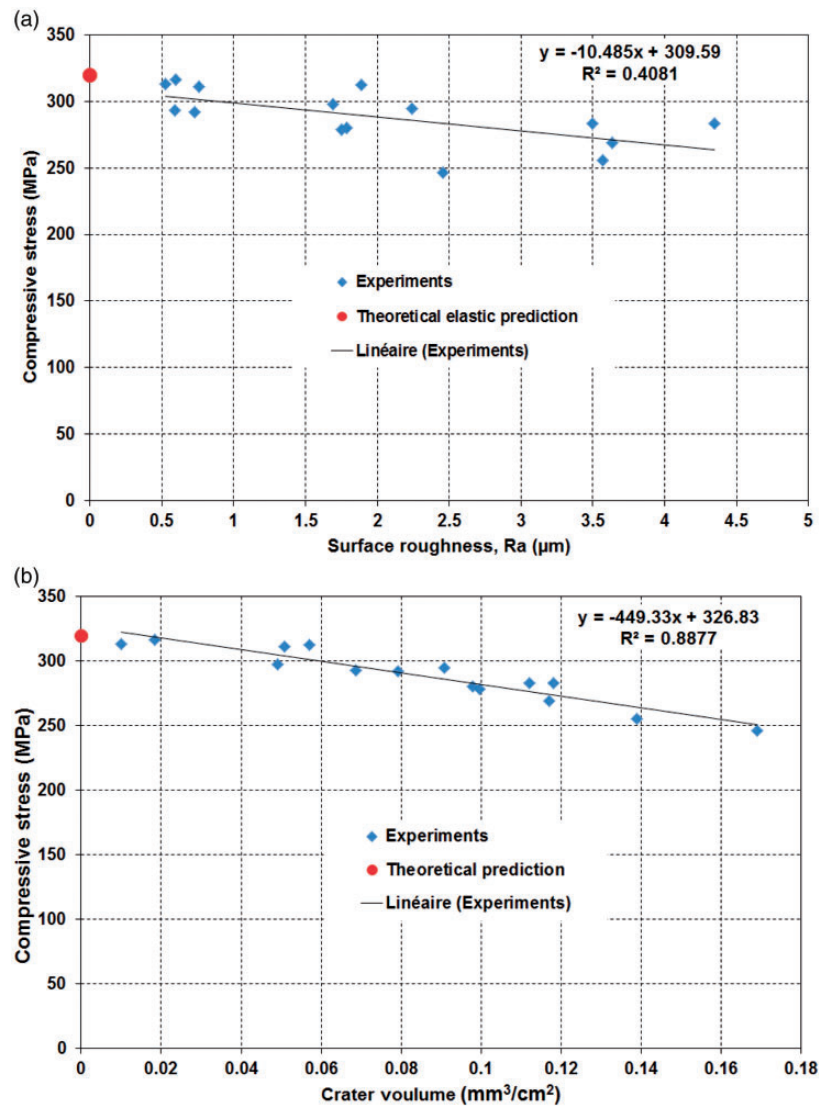 (a)
350
300
250
200
150
100
50
0
Compressive stress (MPa)
y = -10.485x + 309.59
R² = 0.4081
Experiments
Theoretical elastic prediction
Linéaire (Experiments)
0 0.5 1 1.5 2 2.5 3 3.5 4 4.5 5
Surface roughness, Ra (µm)
(b)
350
300
250
200
150
100
50
0
Compressive stress (MPa)
y = -449.33x + 326.83
R² = 0.8877
Experiments
Theoretical prediction
Linéaire (Experiments)
0 0.02 0.04 0.06 0.08 0.1 0.12 0.14 0.16 0.18
Crater voulume (mm³/cm²)